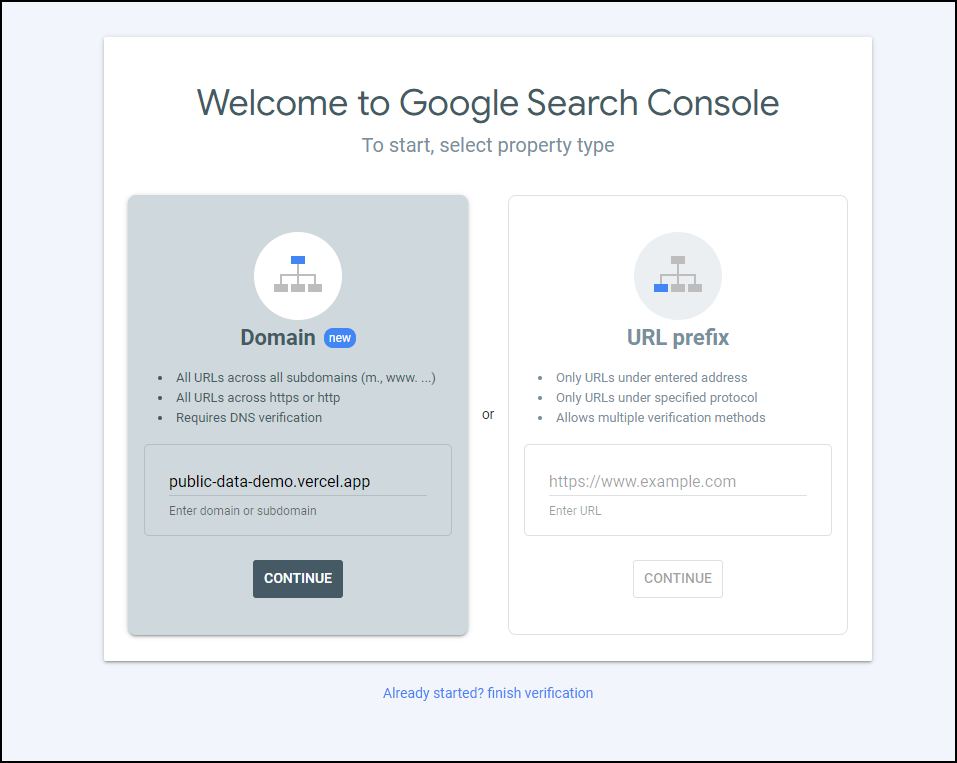 Welcome to Google Search Console
To start, select property type
Domain new
All URLs across all subdomains (m., www. ...)
All URLs across https or http
Requires DNS verification
public-data-demo.vercel.app
Enter domain or subdomain
CONTINUE
or
URL prefix
Only URLs under entered address
Only URLs under specified protocol
Allows multiple verification methods
https://www.example.com
Enter URL
CONTINUE
Already started? finish verification